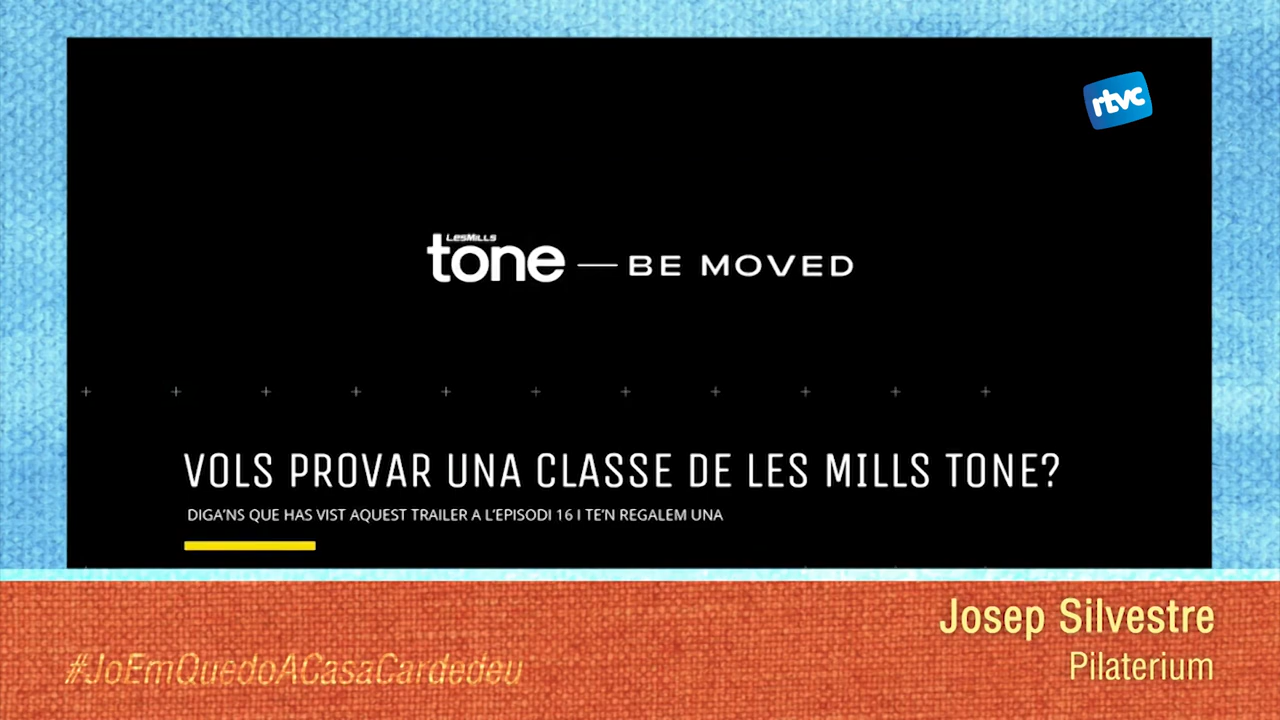 rtvc
LESMILLS
tone — BE MOVED
VOLS PROVAR UNA CLASSE DE LES MILLS TONE?
DIGA'NS QUE HAS VIST AQUEST TRAILER A L'EPISODI 16 I TE'N REGALEM UNA
Josep Silvestre
#JoEmQuedoACasaCardedeu
Pilaterium